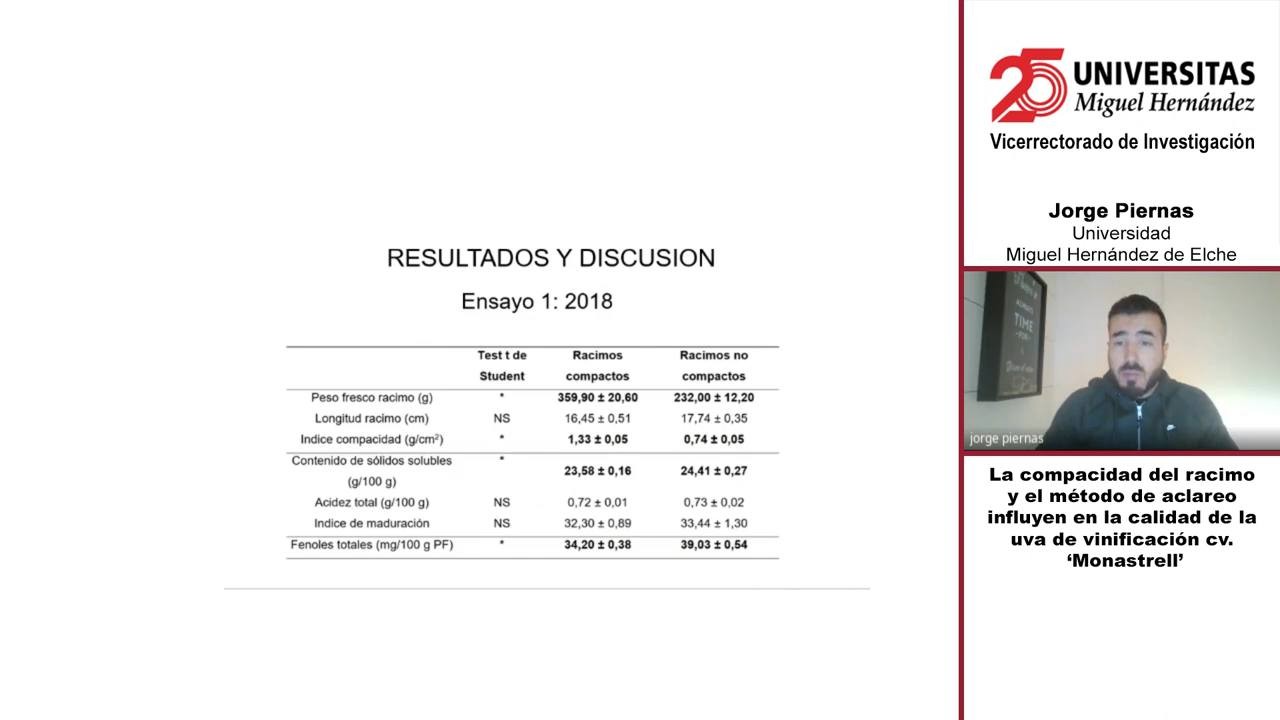 RESULTADOS Y DISCUSION
Ensayo 1: 2018
Test t de Student Racimos compactos Racimos no compactos
Peso fresco racimo (g) * 359,90 ± 20,60 232,00 ± 12,20
Longitud racimo (cm) NS 16,45 ± 0,51 17,74 ± 0,35
Indice compacidad (g/cm²) * 1,33 ± 0,05 0,74 ± 0,05
Contenido de sólidos solubles (g/100 g) * 23,58 ± 0,16 24,41 ± 0,27
Acidez total (g/100 g) NS 0,72 ± 0,01 0,73 ± 0,02
Indice de maduración NS 32,30 ± 0,89 33,44 ± 1,30
Fenoles totales (mg/100 g PF) * 34,20 ± 0,38 39,03 ± 0,54
25 UNIVERSITAS
Miguel Hernández
Vicerrectorado de Investigación
Jorge Piernas
Universidad
Miguel Hernández de Elche
ALWAYS
TIME
FOR
jorge piernas
La compacidad del racimo
y el método de aclareo
influyen en la calidad de la
uva de vinificación cv.
‘Monastrell’